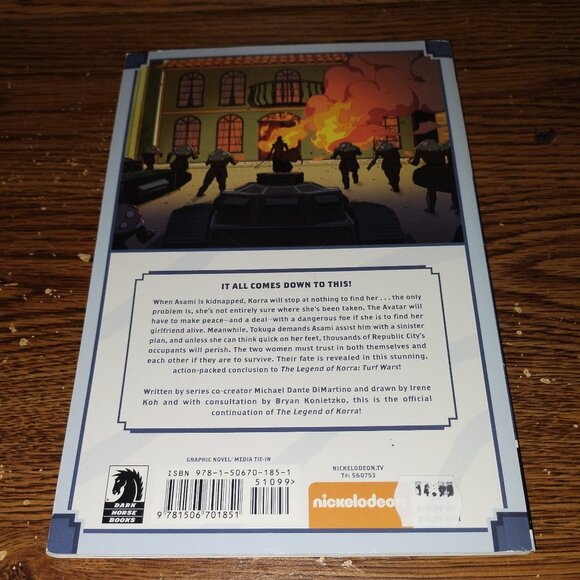 IT ALL COMES DOWN TO THIS!
When Asami is kidnapped, Korra will stop at nothing to find her . . . the only
problem is, she's not entirely sure where she's been taken. The Avatar will
have to make peace—and a deal—with a dangerous foe if she is to find her
girlfriend alive. Meanwhile, Tokuga demands Asami assist him with a sinister
plan, and unless she can think quick on her feet, thousands of Republic City's
occupants will perish. The two women must trust in both themselves and
each other if they are to survive. Their fate is revealed in this stunning,
action-packed conclusion to The Legend of Korra: Turf Wars!
Written by series co-creator Michael Dante DiMartino and drawn by Irene
Koh and with consultation by Bryan Konietzko, this is the official
continuation of The Legend of Korra!
GRAPHIC NOVEL/ MEDIA TIE-IN
NICKELODEON.TV
T#: 560753
ISBN 978-1-50670-185-1
51099>
9 781506 701851
DARK
HORSE
BOOKS
nickelodeon
14.99